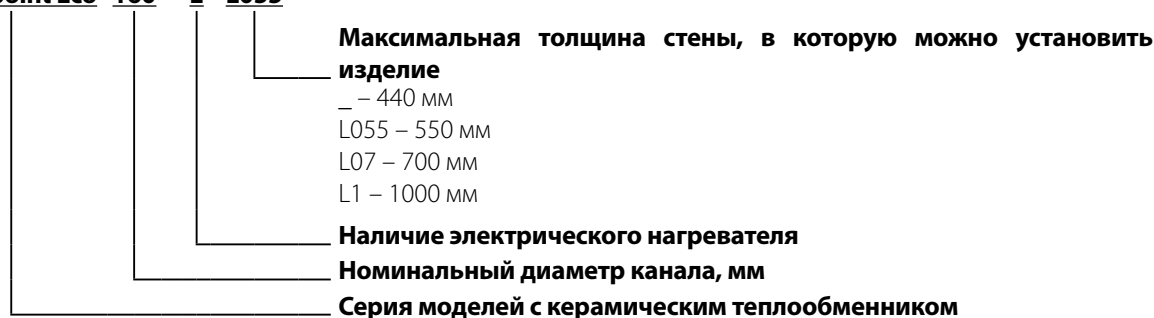 Максимальная толщина стены, в которую можно установить
изделие
_ – 440 мм
L055 – 550 мм
L07 – 700 мм
L1 – 1000 мм
Наличие электрического нагревателя
Номинальный диаметр канала, мм
Серия моделей с керамическим теплообменником